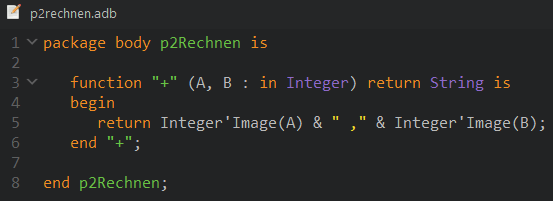 p2rechnen.adb
1 package body p2Rechnen is
2
3 function "+" (A, B : in Integer) return String is
4 begin
5 return Integer'Image(A) & " ," & Integer'Image(B);
6 end "+";
7
8 end p2Rechnen;